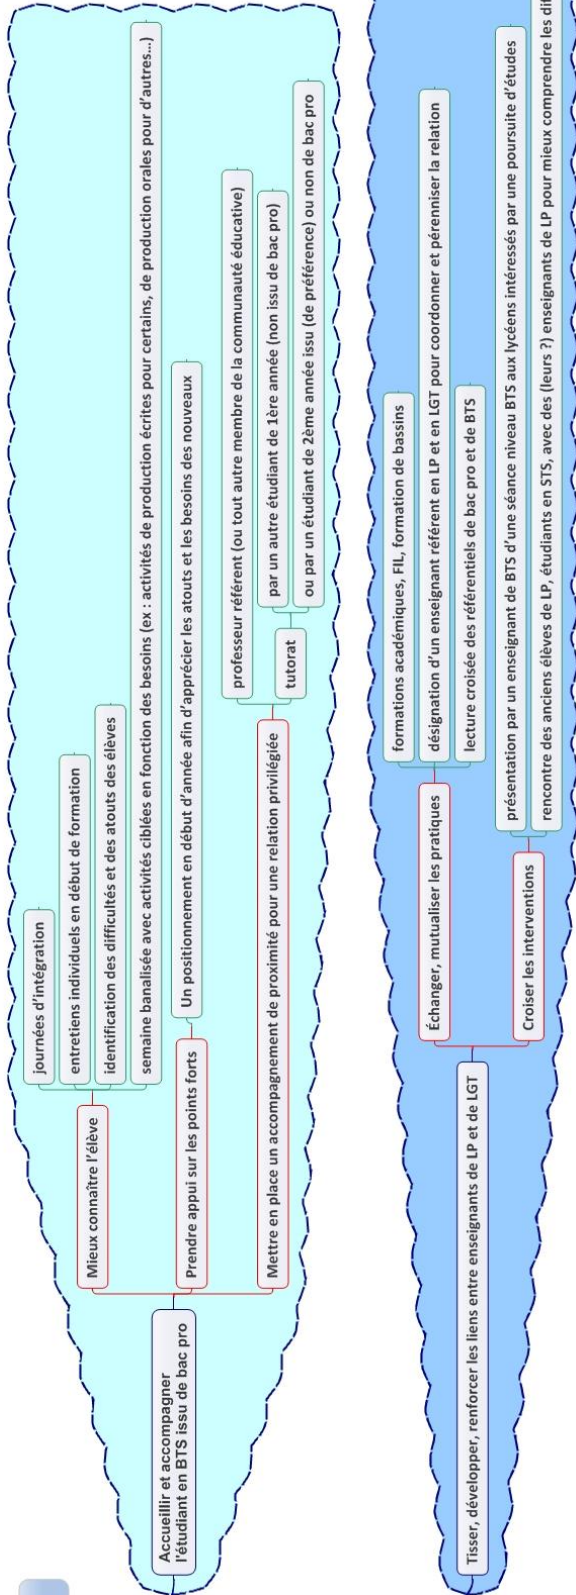 Accueillir et accompagner
l'étudiant en BTS issu de bac pro
Mieux connaître l'élève
journées d'intégration
entretiens individuels en début de formation
identification des difficultés et des atouts des élèves
semaine banalisée avec activités ciblées en fonction des besoins (ex : activités de production écrites pour certains, de production orales pour d'autres...)
Prendre appui sur les points forts
Un positionnement en début d'année afin d'apprécier les atouts et les besoins des nouveaux
Mettre en place un accompagnement de proximité pour une relation privilégiée
professeur référent (ou tout autre membre de la communauté éducative)
tutorat
par un autre étudiant de 1ère année (non issu de bac pro)
ou par un étudiant de 2ème année issu (de préférence) ou non de bac pro
Tisser, développer, renforcer les liens entre enseignants de LP et de LGT
Échanger, mutualiser les pratiques
formations académiques, FIL, formation de bassins
désignation d'un enseignant référent en LP et en LGT pour coordonner et pérenniser la relation
lecture croisée des référentiels de bac pro et de BTS
Croiser les interventions
présentation par un enseignant de BTS d'une séance niveau BTS aux lycéens intéressés par une poursuite d'études
rencontre des anciens élèves de LP, étudiants en STS, avec des (leurs ?) enseignants de LP pour mieux comprendre les